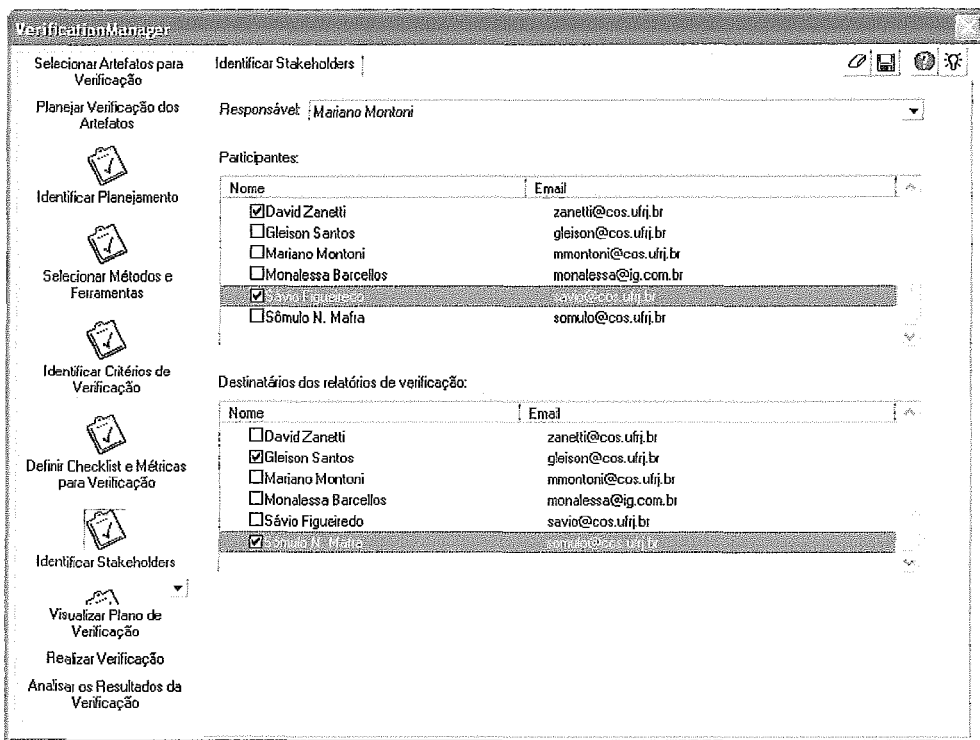 VerificationManager
Selecionar Artefatos para
Verificação
Planejar Verificação dos
Artefatos
Identificar Planejamento
Selecionar Métodos e
Ferramentas
Identificar Critérios de
Verificação
Definir Checklist e Métricas
para Verificação
Identificar Stakeholders
Visualizar Plano de
Verificação
Realizar Verificação
Analisar os Resultados da
Verificação
Identificar Stakeholders
Responsável: Mariano Montoni
Participantes:
Nome Email
David Zanetti zanetti@cos.ufrj.br
Gleison Santos gleison@cos.ufrj.br
Mariano Montoni mmontoni@cos.ufrj.br
Monalessa Barcellos monalessa@ig.com.br
Sávio Figueiredo savio@cos.ufrj.br
Sômulo N. Mafra somulo@cos.ufrj.br
Destinatários dos relatórios de verificação:
Nome Email
David Zanetti zanetti@cos.ufrj.br
Gleison Santos gleison@cos.ufrj.br
Mariano Montoni mmontoni@cos.ufrj.br
Monalessa Barcellos monalessa@ig.com.br
Sávio Figueiredo savio@cos.ufrj.br
Sômulo N. Mafra somulo@cos.ufrj.br